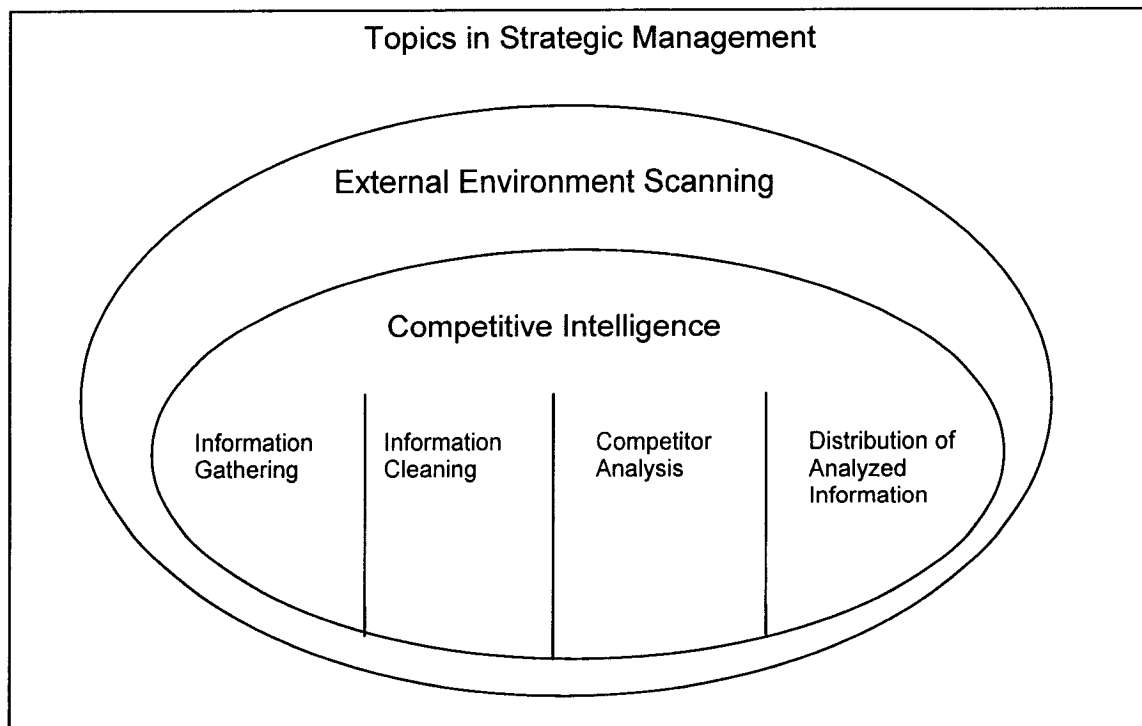 Topics in Strategic Management
External Environment Scanning
Competitive Intelligence
Information
Gathering
Information
Cleaning
Competitor
Analysis
Distribution of
Analyzed
Information